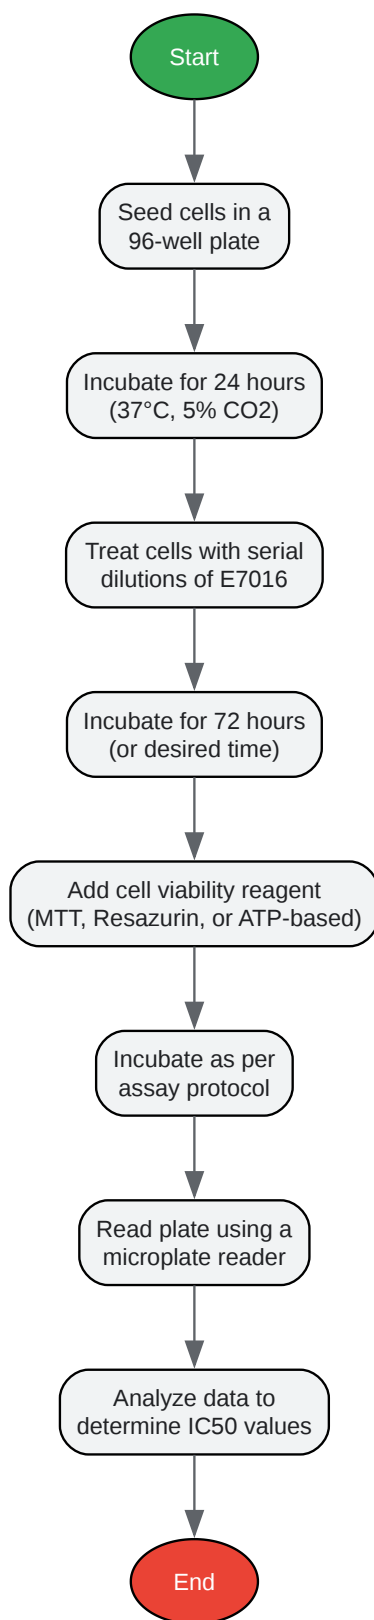 Start
Seed cells in a
96-well plate
Incubate for 24 hours
(37°C, 5% CO2)
Treat cells with serial
dilutions of E7016
Incubate for 72 hours
(or desired time)
Add cell viability reagent
(MTT, Resazurin, or ATP-based)
Incubate as per
assay protocol
Read plate using a
microplate reader
Analyze data to
determine IC50 values
End